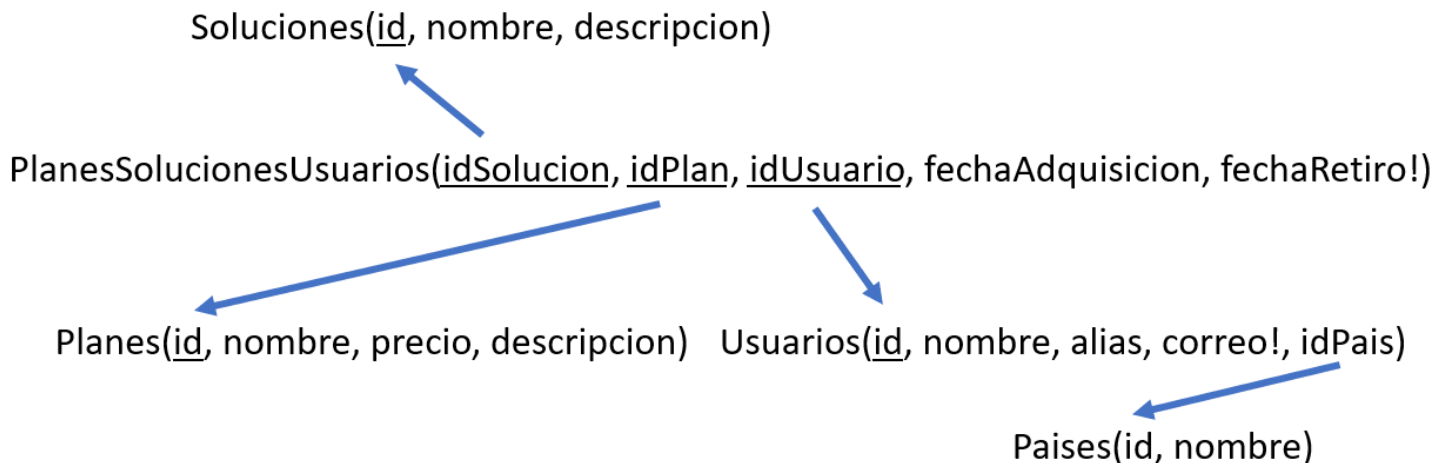 Soluciones(id, nombre, descripcion)
PlanesSolucionesUsuarios(idSolucion, idPlan, idUsuario, fechaAdquisicion, fechaRetiro!)
Planes(id, nombre, precio, descripcion)
Usuarios(id, nombre, alias, correo!, idPais)
Paises(id, nombre)